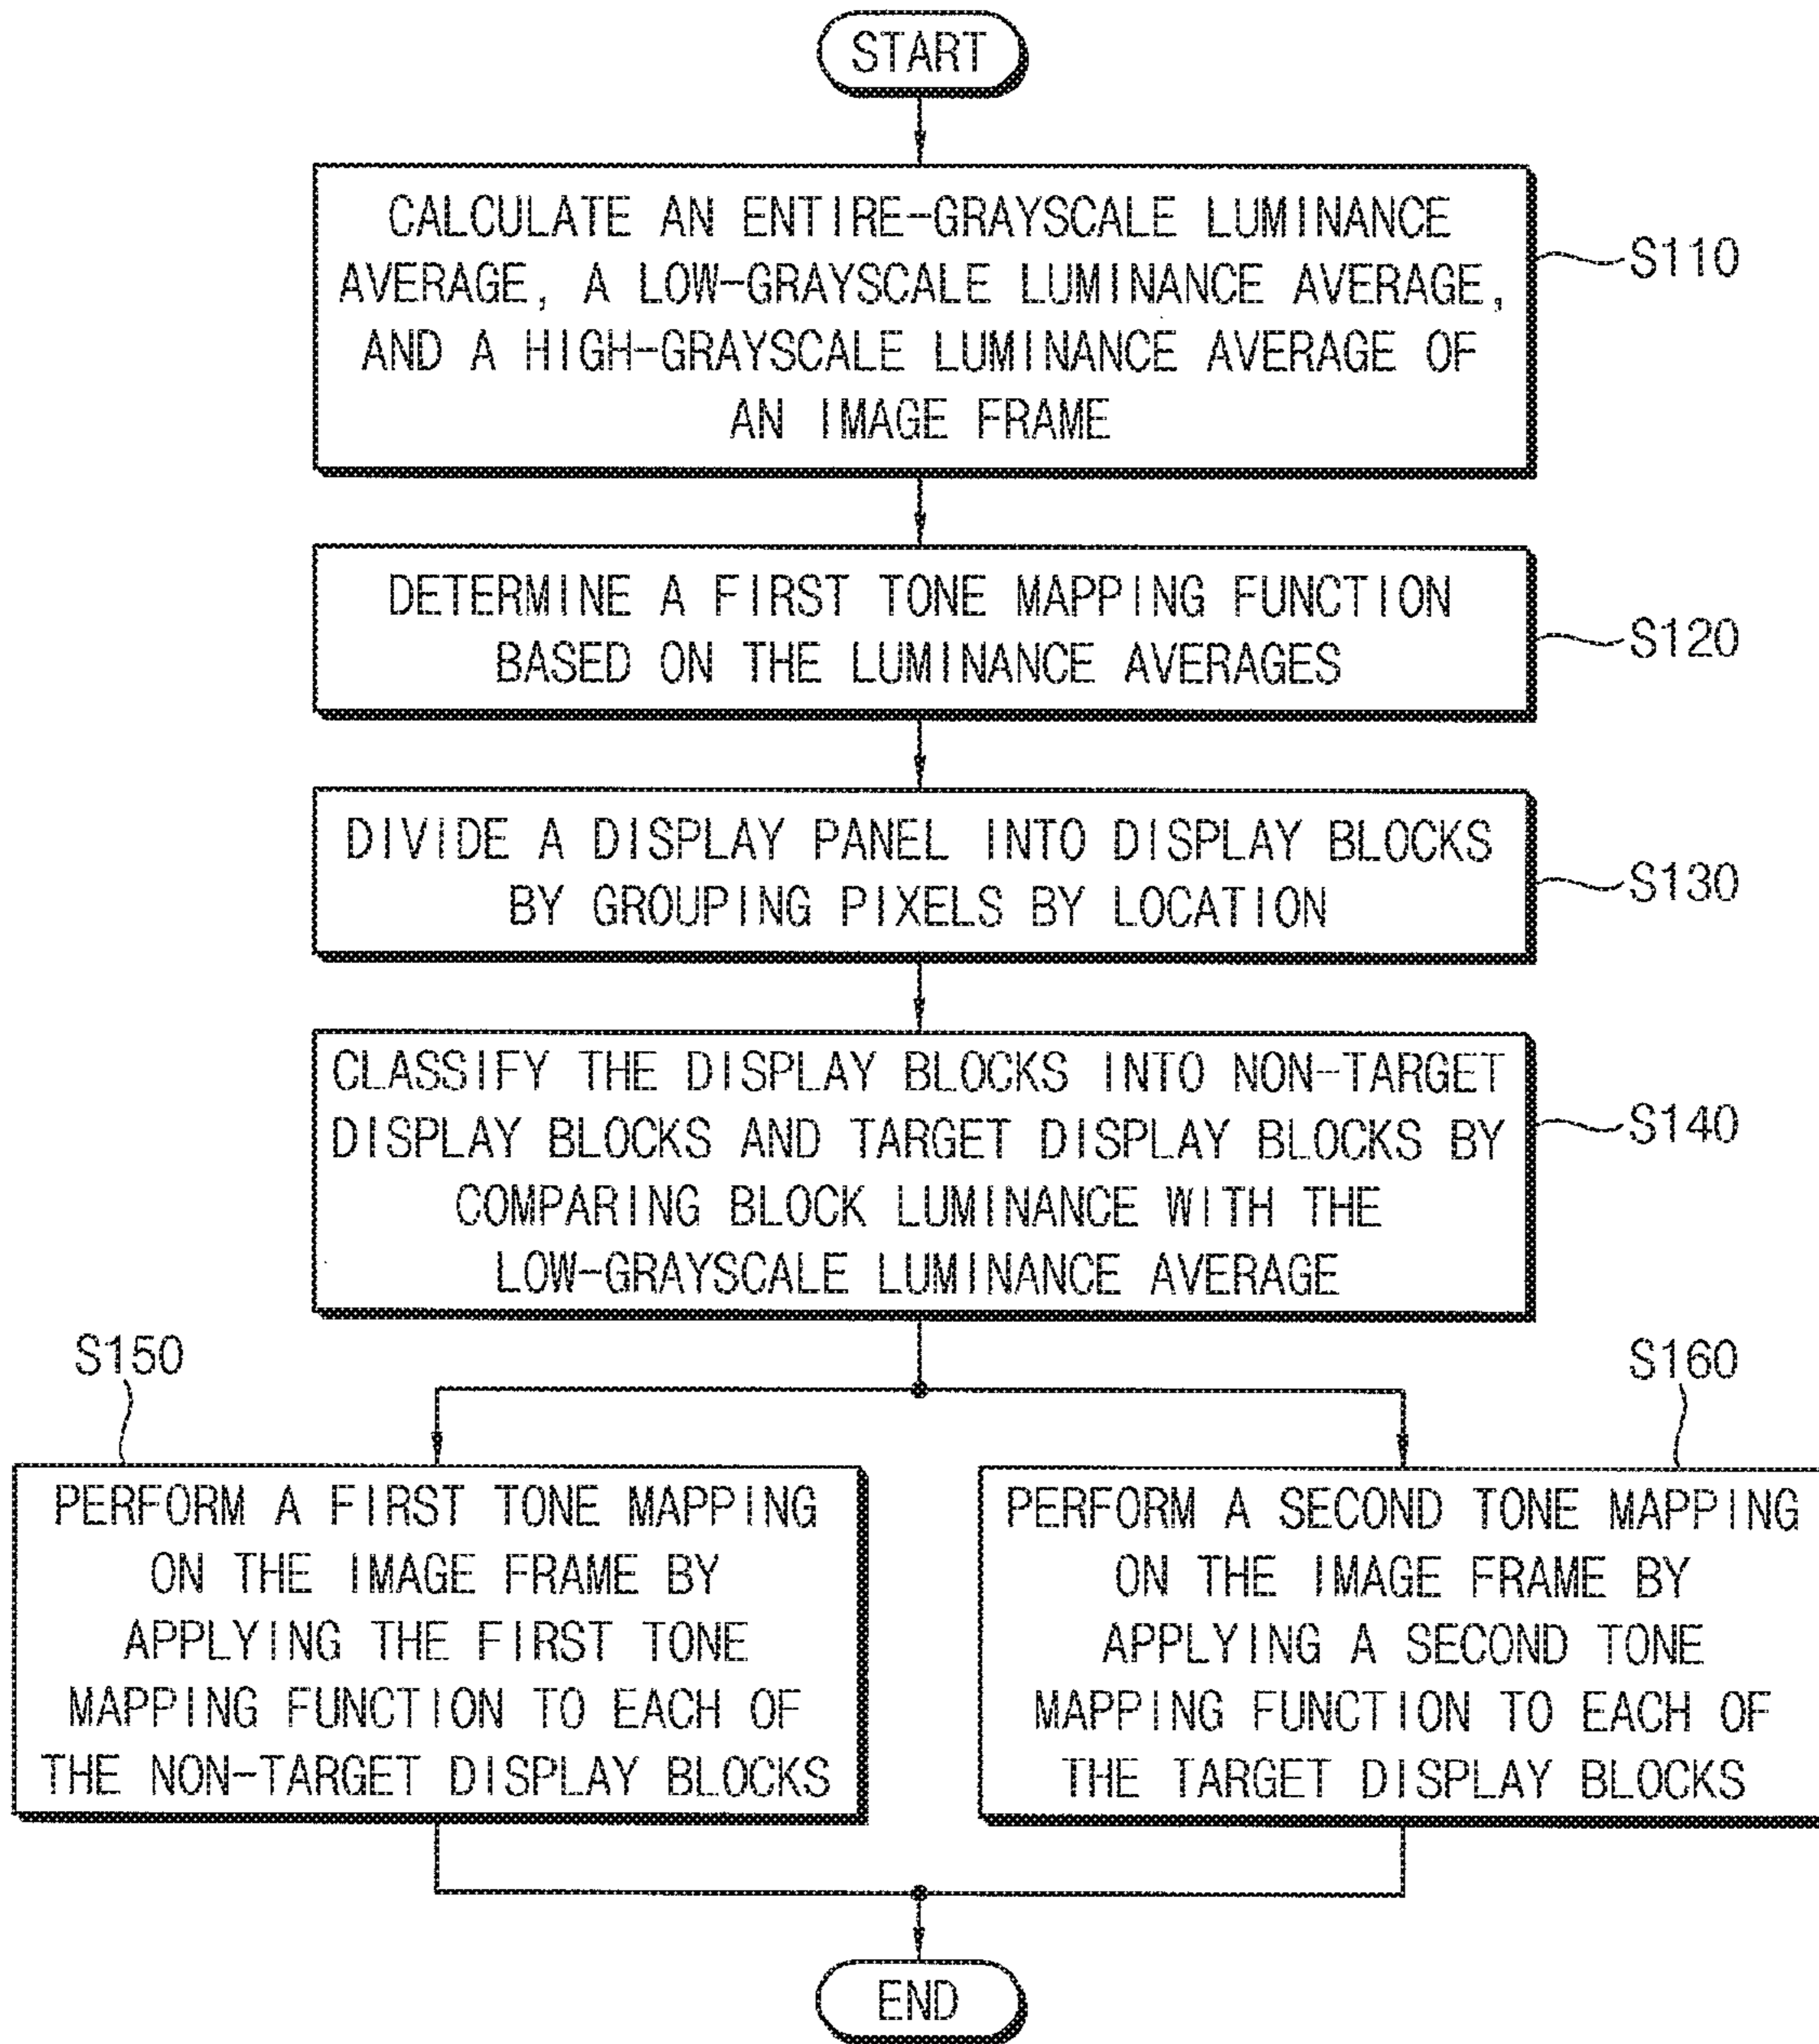 START
CALCULATE AN ENTIRE-GRAYSCALE LUMINANCE
AVERAGE, A LOW-GRAYSCALE LUMINANCE AVERAGE,
AND A HIGH-GRAYSCALE LUMINANCE AVERAGE OF
AN IMAGE FRAME
S110
DETERMINE A FIRST TONE MAPPING FUNCTION
BASED ON THE LUMINANCE AVERAGES
S120
DIVIDE A DISPLAY PANEL INTO DISPLAY BLOCKS
BY GROUPING PIXELS BY LOCATION
S130
CLASSIFY THE DISPLAY BLOCKS INTO NON-TARGET
DISPLAY BLOCKS AND TARGET DISPLAY BLOCKS BY
COMPARING BLOCK LUMINANCE WITH THE
LOW-GRAYSCALE LUMINANCE AVERAGE
S140
S150
PERFORM A FIRST TONE MAPPING
ON THE IMAGE FRAME BY
APPLYING THE FIRST TONE
MAPPING FUNCTION TO EACH OF
THE NON-TARGET DISPLAY BLOCKS
S160
PERFORM A SECOND TONE MAPPING
ON THE IMAGE FRAME BY
APPLYING A SECOND TONE
MAPPING FUNCTION TO EACH OF
THE TARGET DISPLAY BLOCKS
END